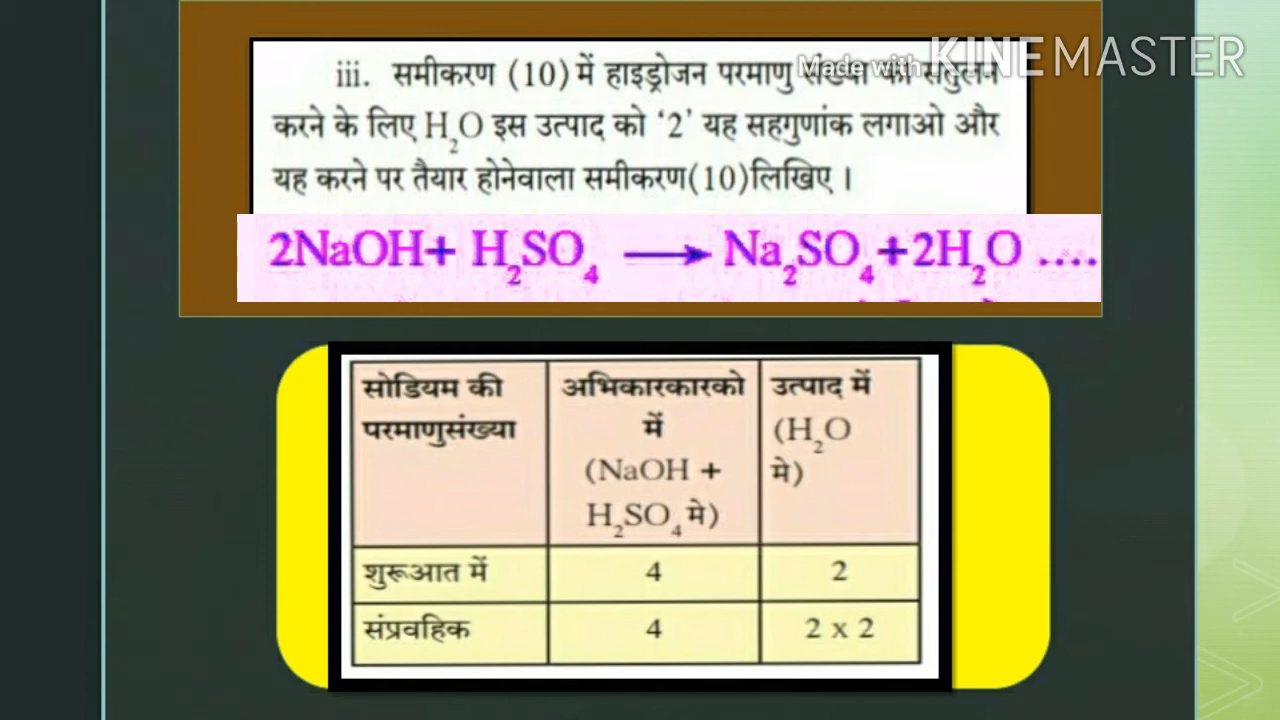 Made with KINEMASTER
iii. समीकरण (10) में हाइड्रोजन परमाणु
करने के लिए H₂O इस उत्पाद को ‘2’ यह सहगुणांक लगाओ और
यह करने पर तैयार होनेवाला समीकरण(10)लिखिए ।
2NaOH+ H₂SO₄ → Na₂SO₄+2H₂O ....
सोडियम की
परमाणुसंख्या
अभिकारकारको
में
(NaOH +
H₂SO₄ मे)
उत्पाद में
(H₂O
मे)
शुरूआत में 4 2
संप्रवहिक 4 2 x 2